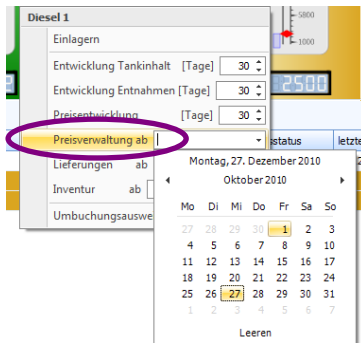 Diesel 1
5800
Einlagern
1000
Entwicklung Tankinhalt [Tage] 30
Entwicklung Entnahmen [Tage] 30
2500
Preisentwicklung [Tage] 30
Preisverwaltung ab
status letzte
Lieferungen ab
Inventur ab
Umbuchungsauswe
Montag, 27. Dezember 2010
Oktober 2010
Mo Di Mi Do Fr Sa So
27 28 29 30 1 2 3
4 5 6 7 8 9 10
11 12 13 14 15 16 17
18 19 20 21 22 23 24
25 26 27 28 29 30 31
1 2 3 4 5 6 7
Leeren